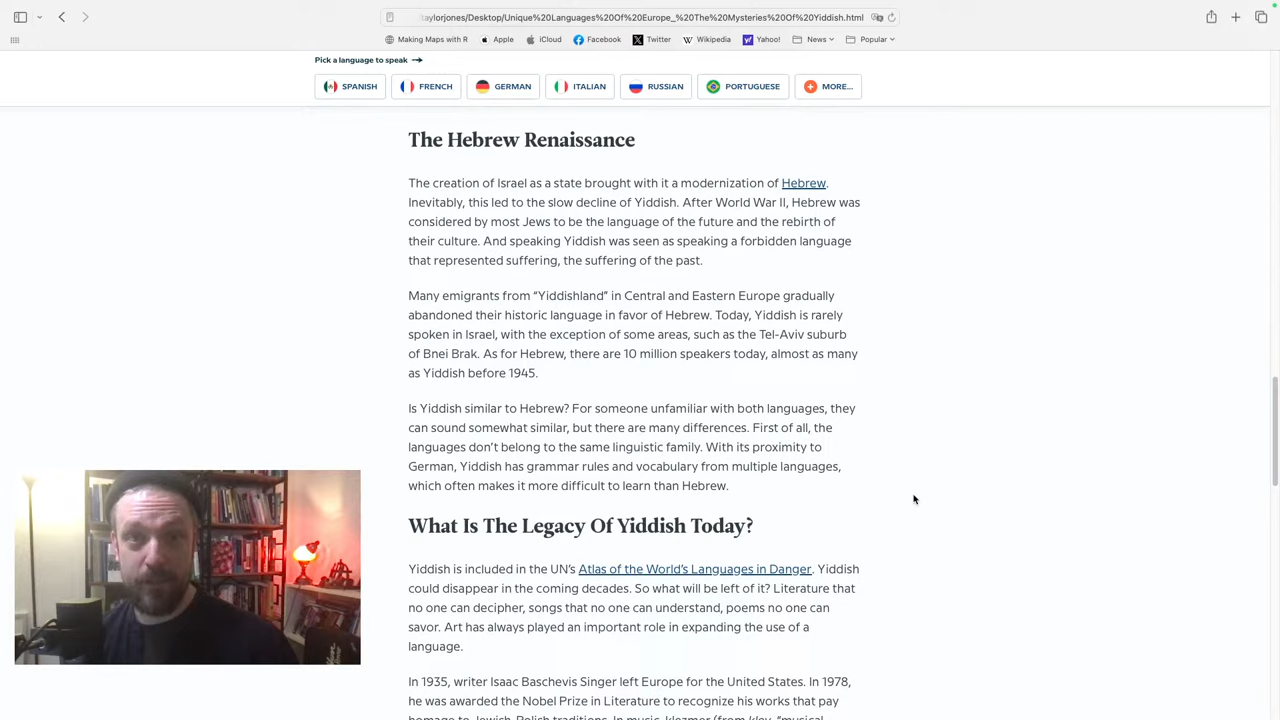 taylorjones/Desktop/Unique%20Languages%20Of%20Europe_%20The%20Mysteries%20Of%20Yiddish.html
Making Maps with R Apple iCloud Facebook Twitter Wikipedia Yahoo! News Popular
Pick a language to speak →
SPANISH FRENCH GERMAN ITALIAN RUSSIAN PORTUGUESE MORE...
The Hebrew Renaissance
The creation of Israel as a state brought with it a modernization of Hebrew.
Inevitably, this led to the slow decline of Yiddish. After World War II, Hebrew was
considered by most Jews to be the language of the future and the rebirth of
their culture. And speaking Yiddish was seen as speaking a forbidden language
that represented suffering, the suffering of the past.
Many emigrants from “Yiddishland” in Central and Eastern Europe gradually
abandoned their historic language in favor of Hebrew. Today, Yiddish is rarely
spoken in Israel, with the exception of some areas, such as the Tel-Aviv suburb
of Bnei Brak. As for Hebrew, there are 10 million speakers today, almost as many
as Yiddish before 1945.
Is Yiddish similar to Hebrew? For someone unfamiliar with both languages, they
can sound somewhat similar, but there are many differences. First of all, the
languages don’t belong to the same linguistic family. With its proximity to
German, Yiddish has grammar rules and vocabulary from multiple languages,
which often makes it more difficult to learn than Hebrew.
What Is The Legacy Of Yiddish Today?
Yiddish is included in the UN’s Atlas of the World’s Languages in Danger. Yiddish
could disappear in the coming decades. So what will be left of it? Literature that
no one can decipher, songs that no one can understand, poems no one can
savor. Art has always played an important role in expanding the use of a
language.
In 1935, writer Isaac Baschevis Singer left Europe for the United States. In 1978,
he was awarded the Nobel Prize in Literature to recognize his works that pay
homage to Jewish-Polish traditions. In music, klezmer (from kley, “musical